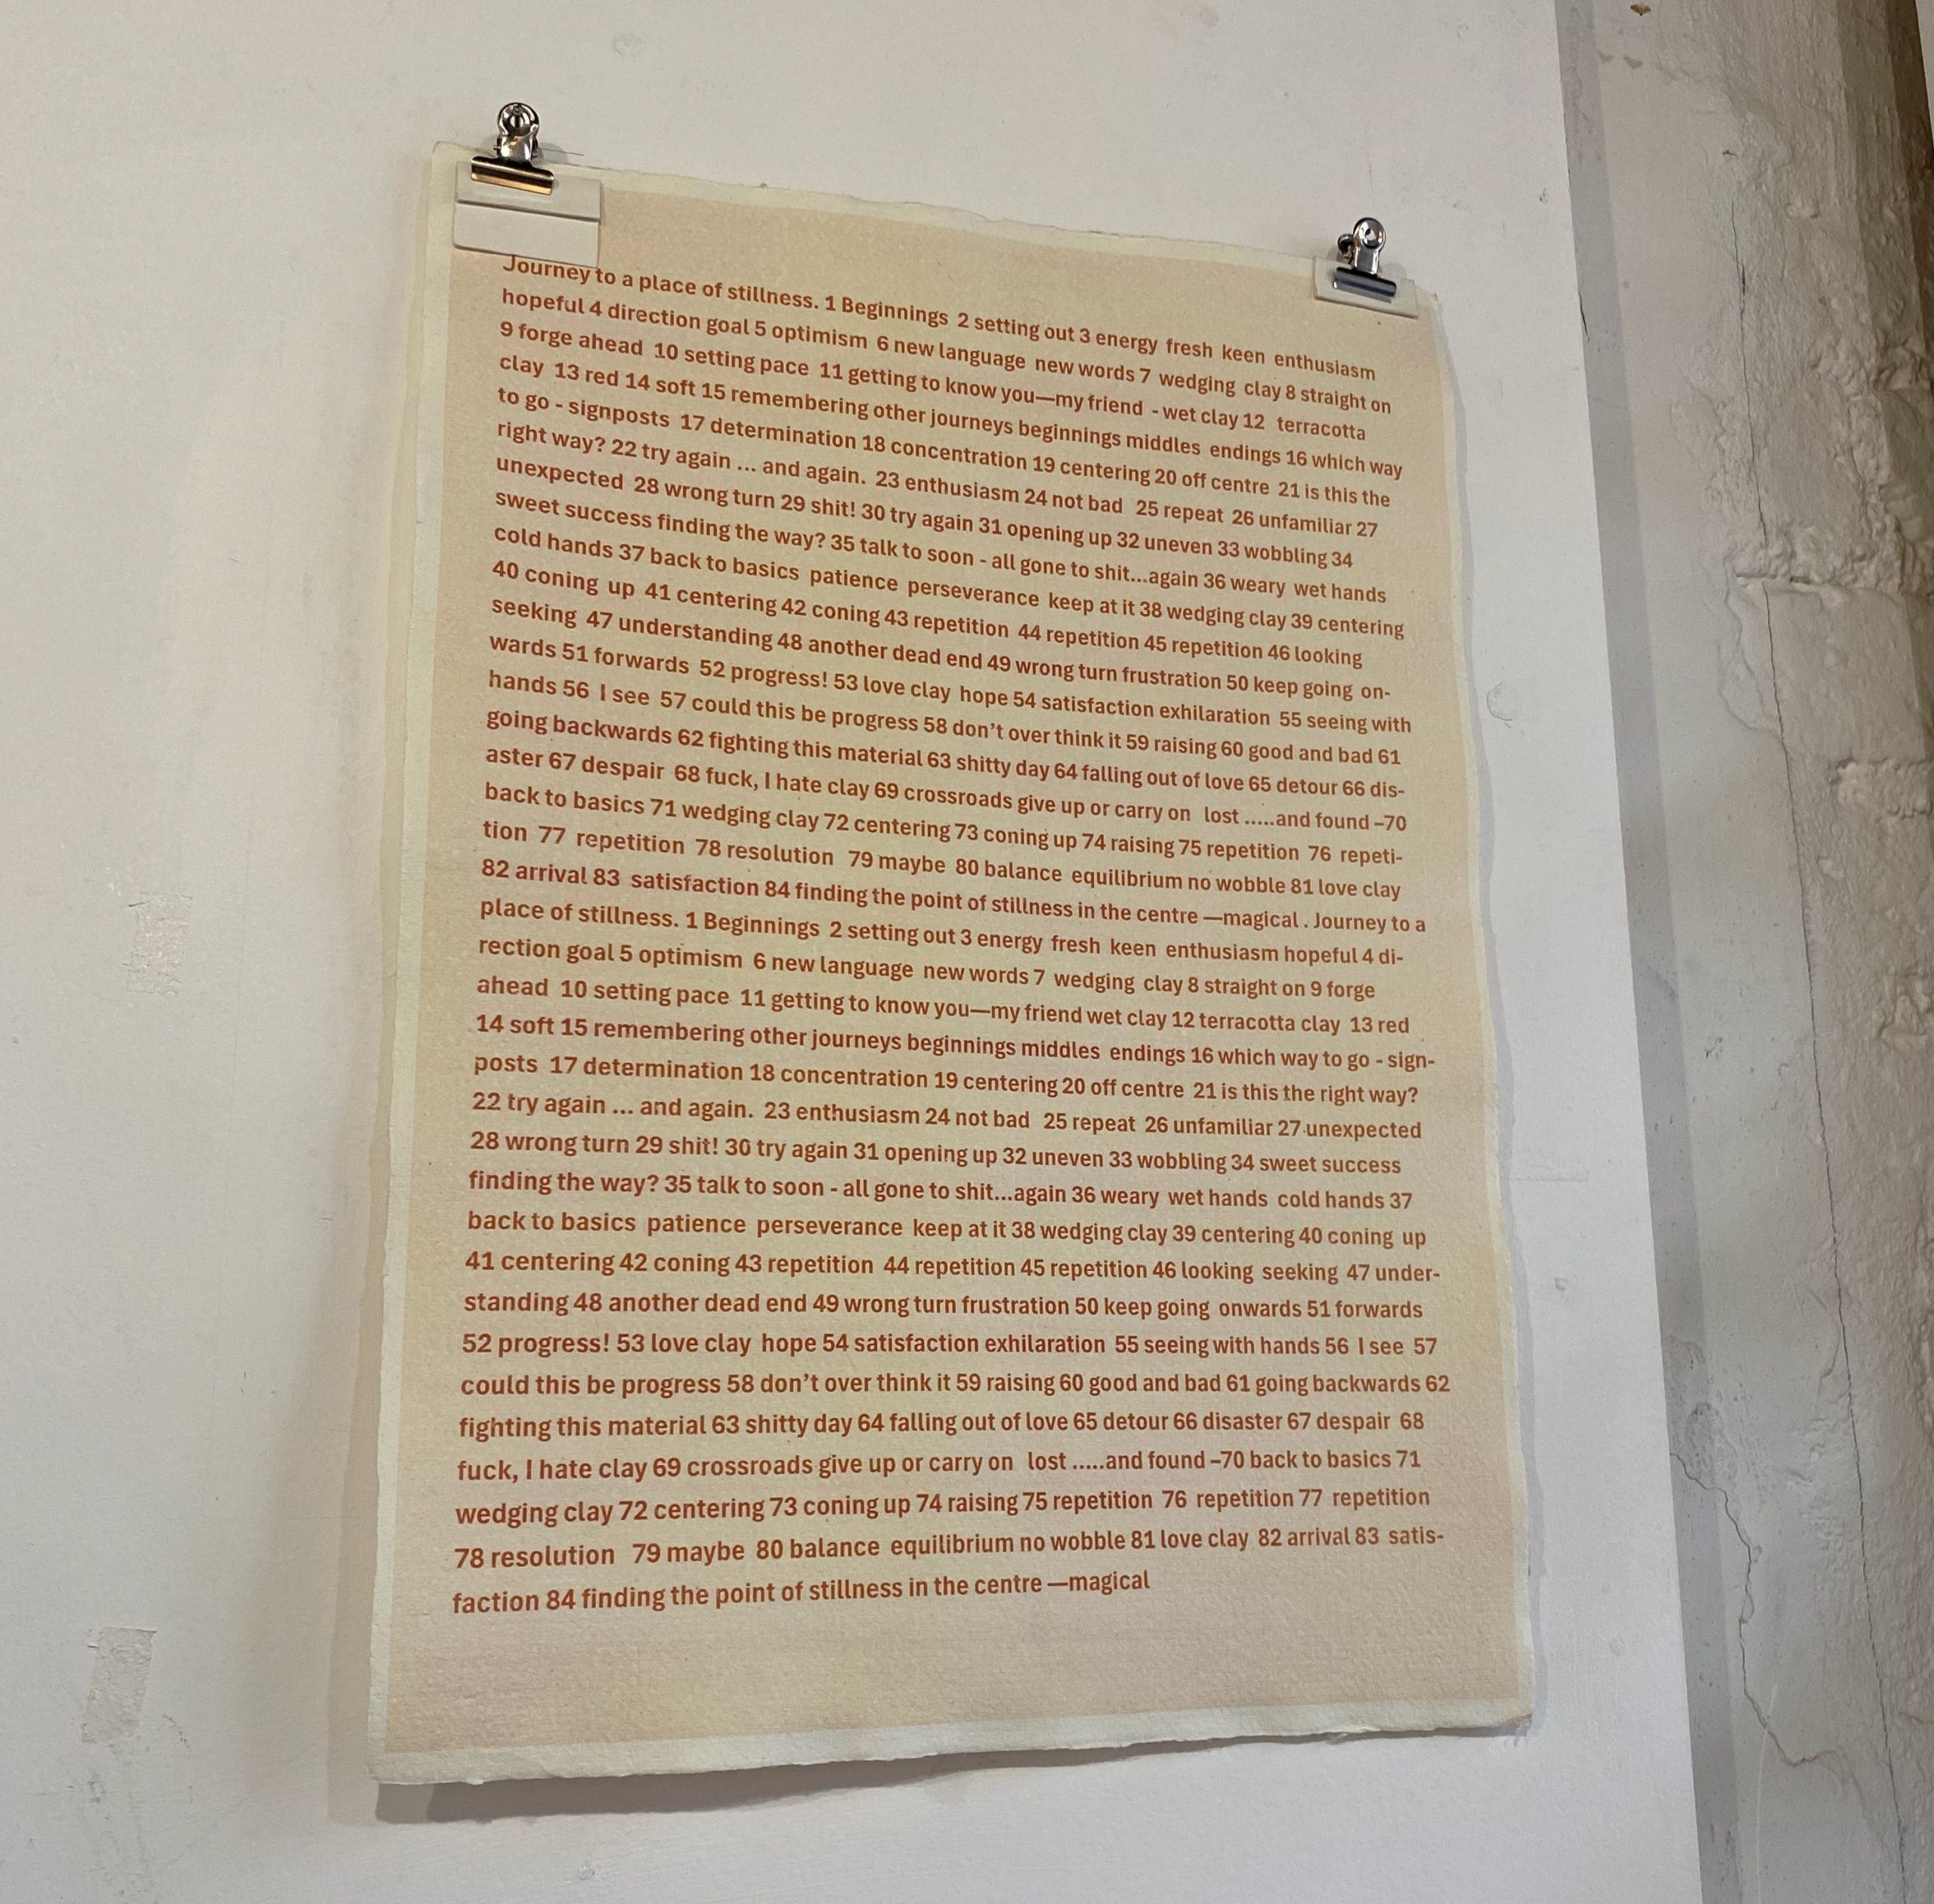 Journey to a place of stillness. 1 Beginnings 2 setting out 3 energy fresh keen enthusiasm
hopeful 4 direction goal 5 optimism 6 new language new words 7 wedging clay 8 straight on
9 forge ahead 10 setting pace 11 getting to know you—my friend - wet clay 12 terracotta
clay 13 red 14 soft 15 remembering other journeys beginnings middles endings 16 which way
to go - signposts 17 determination 18 concentration 19 centering 20 off centre 21 is this the
right way? 22 try again ... and again. 23 enthusiasm 24 not bad 25 repeat 26 unfamiliar 27
unexpected 28 wrong turn 29 shit! 30 try again 31 opening up 32 uneven 33 wobbling 34
sweet success finding the way? 35 talk to soon - all gone to shit...again 36 weary wet hands
cold hands 37 back to basics patience perseverance keep at it 38 wedging clay 39 centering
40 coning up 41 centering 42 coning 43 repetition 44 repetition 45 repetition 46 looking
seeking 47 understanding 48 another dead end 49 wrong turn frustration 50 keep going on-
wards 51 forwards 52 progress! 53 love clay hope 54 satisfaction exhilaration 55 seeing with
hands 56 I see 57 could this be progress 58 don't over think it 59 raising 60 good and bad 61
going backwards 62 fighting this material 63 shitty day 64 falling out of love 65 detour 66 dis-
aster 67 despair 68 fuck, I hate clay 69 crossroads give up or carry on lost .....and found –70
back to basics 71 wedging clay 72 centering 73 coning up 74 raising 75 repetition 76 repeti-
tion 77 repetition 78 resolution 79 maybe 80 balance equilibrium no wobble 81 love clay
82 arrival 83 satisfaction 84 finding the point of stillness in the centre —magical . Journey to a
place of stillness. 1 Beginnings 2 setting out 3 energy fresh keen enthusiasm hopeful 4 di-
rection goal 5 optimism 6 new language new words 7 wedging clay 8 straight on 9 forge
ahead 10 setting pace 11 getting to know you—my friend wet clay 12 terracotta clay 13 red
14 soft 15 remembering other journeys beginnings middles endings 16 which way to go - sign-
posts 17 determination 18 concentration 19 centering 20 off centre 21 is this the right way?
22 try again ... and again. 23 enthusiasm 24 not bad 25 repeat 26 unfamiliar 27 unexpected
28 wrong turn 29 shit! 30 try again 31 opening up 32 uneven 33 wobbling 34 sweet success
finding the way? 35 talk to soon - all gone to shit...again 36 weary wet hands cold hands 37
back to basics patience perseverance keep at it 38 wedging clay 39 centering 40 coning up
41 centering 42 coning 43 repetition 44 repetition 45 repetition 46 looking seeking 47 under-
standing 48 another dead end 49 wrong turn frustration 50 keep going onwards 51 forwards
52 progress! 53 love clay hope 54 satisfaction exhilaration 55 seeing with hands 56 I see 57
could this be progress 58 don't over think it 59 raising 60 good and bad 61 going backwards 62
fighting this material 63 shitty day 64 falling out of love 65 detour 66 disaster 67 despair 68
fuck, I hate clay 69 crossroads give up or carry on lost .....and found –70 back to basics 71
wedging clay 72 centering 73 coning up 74 raising 75 repetition 76 repetition 77 repetition
78 resolution 79 maybe 80 balance equilibrium no wobble 81 love clay 82 arrival 83 satis-
faction 84 finding the point of stillness in the centre —magical